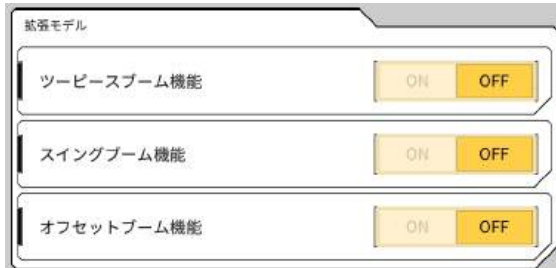 拡張モデル
ツーピースブーム機能 ON OFF
スイングブーム機能 ON OFF
オフセットブーム機能 ON OFF